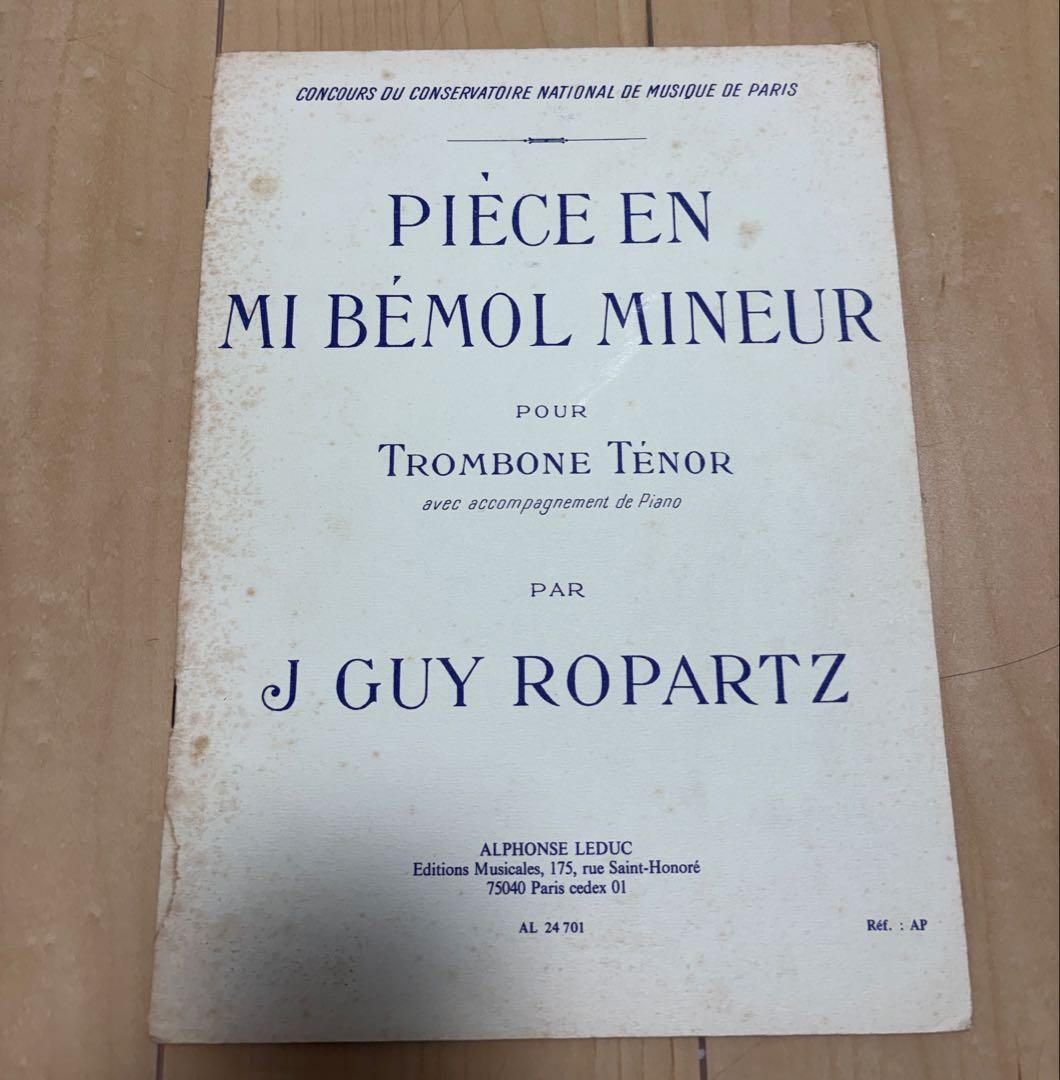 CONCOURS DU CONSERVATOIRE NATIONAL DE MUSIQUE DE PARIS
PIÈCE EN
MI BÉMOL MINEUR
POUR
TROMBONE TÉNOR
avec accompagnement de Piano
PAR
J GUY ROPARTZ
ALPHONSE LEDUC
Editions Musicales, 175, rue Saint-Honoré
75040 Paris cedex 01
AL 24 701
Réf. : AP